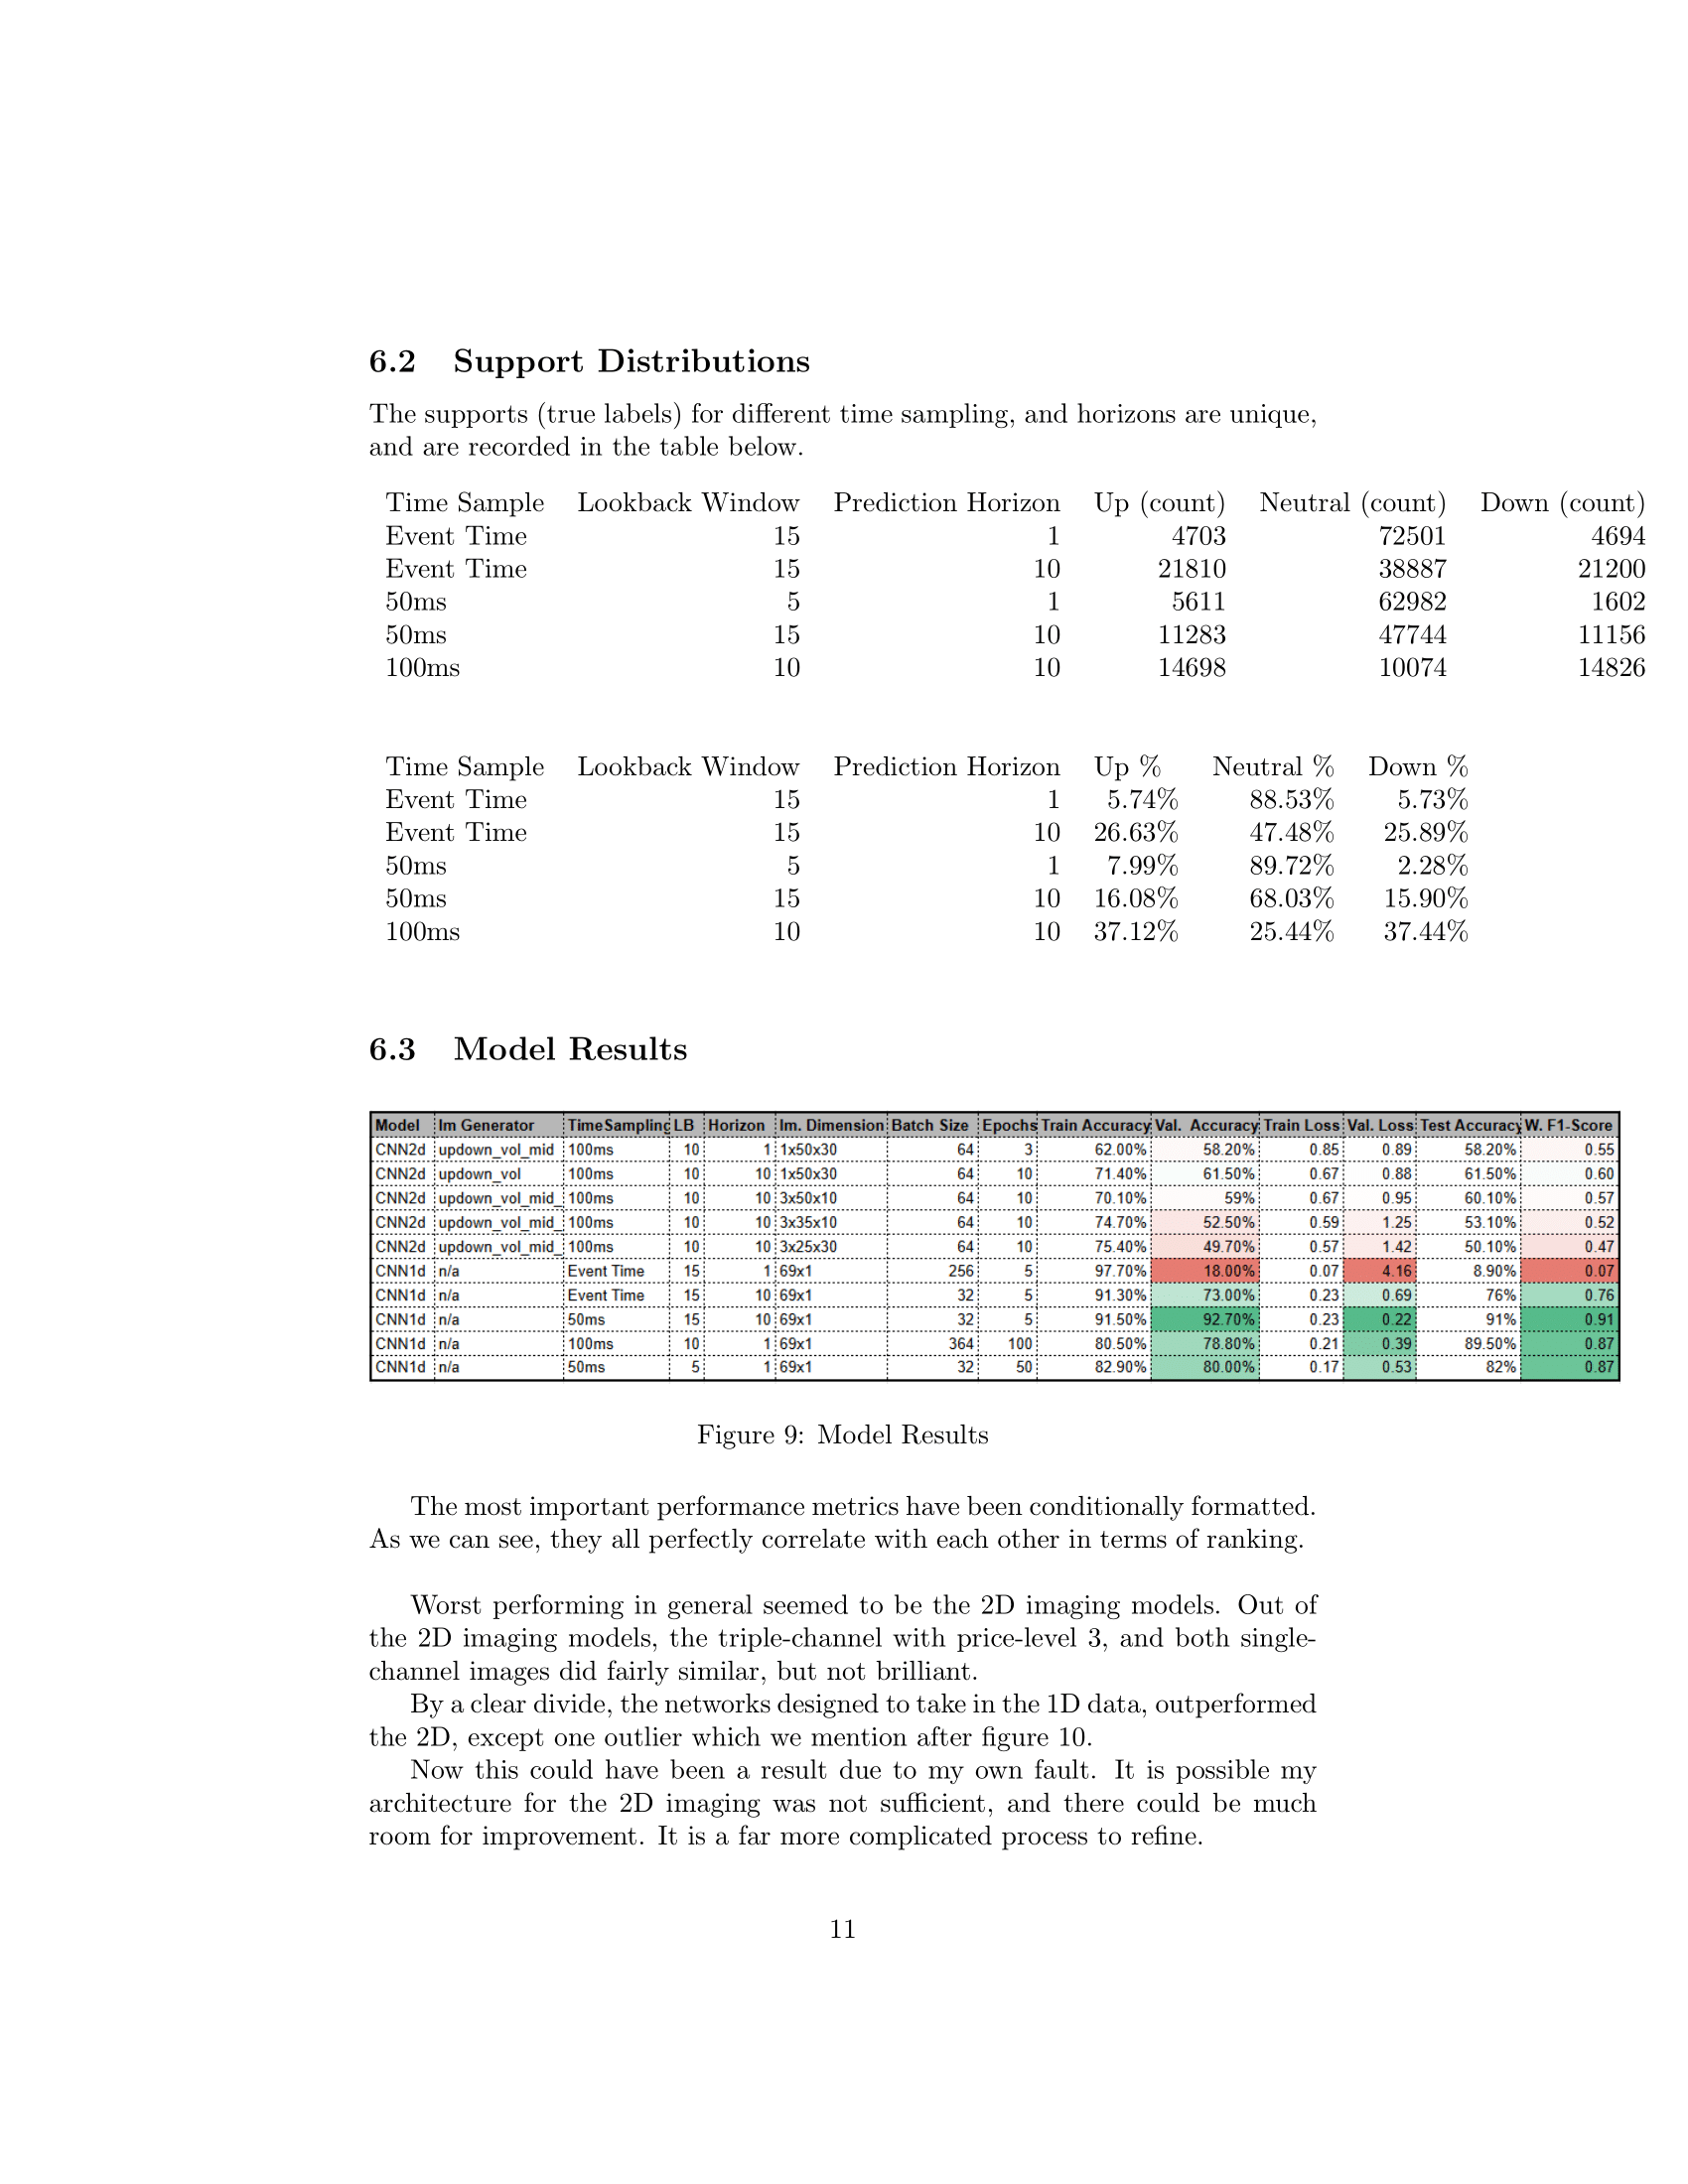 6.2 Support Distributions
The supports (true labels) for different time sampling, and horizons are unique,
and are recorded in the table below.
Time Sample Lookback Window Prediction Horizon Up (count) Neutral (count) Down (count)
Event Time 15 1 4703 72501 4694
Event Time 15 10 21810 38887 21200
50ms 5 1 5611 62982 1602
50ms 15 10 11283 47744 11156
100ms 10 10 14698 10074 14826
Time Sample Lookback Window Prediction Horizon Up % Neutral % Down %
Event Time 15 1 5.74% 88.53% 5.73%
Event Time 15 10 26.63% 47.48% 25.89%
50ms 5 1 7.99% 89.72% 2.28%
50ms 15 10 16.08% 68.03% 15.90%
100ms 10 10 37.12% 25.44% 37.44%
6.3 Model Results
Model Im Generator TimeSampling LB Horizon Im. Dimension Batch Size Epochs Train Accuracy Val. Accuracy Train Loss Val. Loss Test Accuracy W. F1-Score
CNN2d updown_vol_mid 100ms 10 1 1x50x30 64 3 62.00% 58.20% 0.85 0.89 58.20% 0.55
CNN2d updown_vol 100ms 10 10 1x50x30 64 10 71.40% 61.50% 0.67 0.88 61.50% 0.60
CNN2d updown_vol_mid_ 100ms 10 10 3x50x10 64 10 70.10% 59% 0.67 0.95 60.10% 0.57
CNN2d updown_vol_mid_ 100ms 10 10 3x35x10 64 10 74.70% 52.50% 0.59 1.25 53.10% 0.52
CNN2d updown_vol_mid_ 100ms 10 10 3x25x30 64 10 75.40% 49.70% 0.57 1.42 50.10% 0.47
CNN1d n/a Event Time 15 1 69x1 256 5 97.70% 18.00% 0.07 4.16 8.90% 0.07
CNN1d n/a Event Time 15 10 69x1 32 5 91.30% 73.00% 0.23 0.69 76% 0.76
CNN1d n/a 50ms 15 10 69x1 32 5 91.50% 92.70% 0.23 0.22 91% 0.91
CNN1d n/a 100ms 10 1 69x1 364 100 80.50% 78.80% 0.21 0.39 89.50% 0.87
CNN1d n/a 50ms 5 1 69x1 32 50 82.90% 80.00% 0.17 0.53 82% 0.87
Figure 9: Model Results
The most important performance metrics have been conditionally formatted.
As we can see, they all perfectly correlate with each other in terms of ranking.
Worst performing in general seemed to be the 2D imaging models. Out of
the 2D imaging models, the triple-channel with price-level 3, and both single-
channel images did fairly similar, but not brilliant.
By a clear divide, the networks designed to take in the 1D data, outperformed
the 2D, except one outlier which we mention after figure 10.
Now this could have been a result due to my own fault. It is possible my
architecture for the 2D imaging was not sufficient, and there could be much
room for improvement. It is a far more complicated process to refine.
11